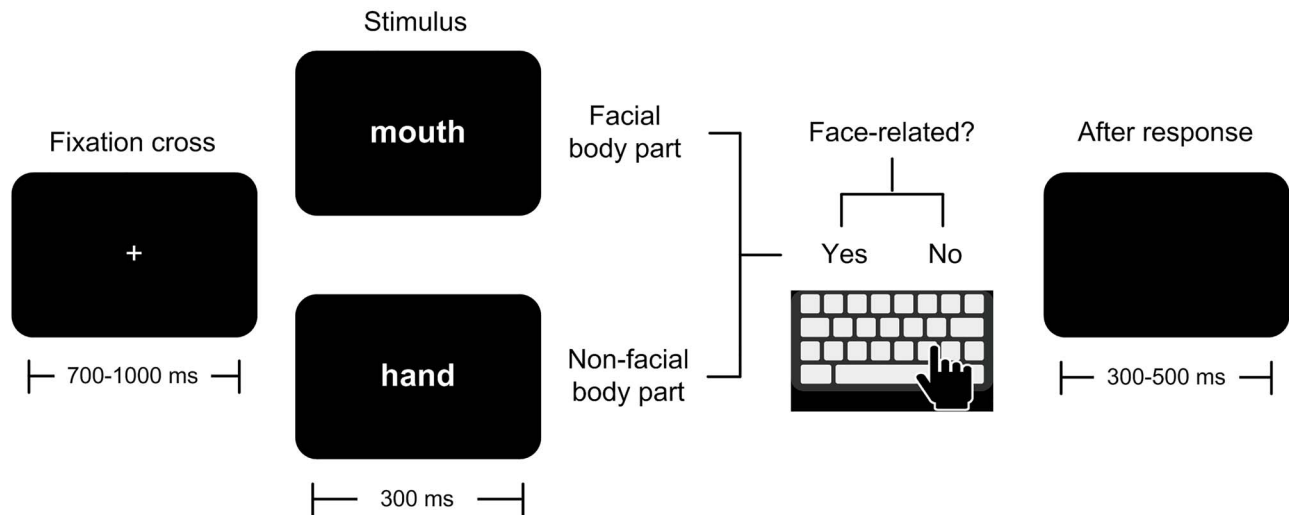 Fixation cross
+
700-1000 ms
Stimulus
mouth
hand
300 ms
Facial
body part
Non-facial
body part
Face-related?
Yes No
After response
300-500 ms